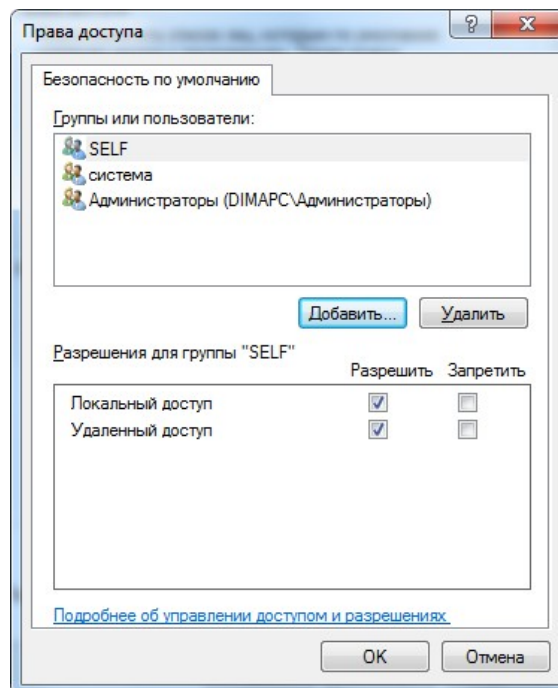 Права доступа
Безопасность по умолчанию
Группы или пользователи:
SELF
система
Администраторы (DIMAPC\Администраторы)
Добавить...
Удалить
Разрешения для группы "SELF"
Разрешить Запретить
Локальный доступ
Удаленный доступ
Подробнее об управлении доступом и разрешениях
OK
Отмена